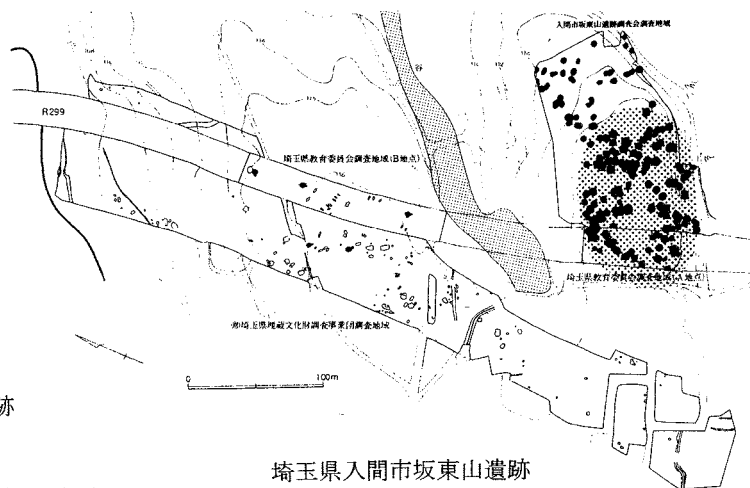 入間市坂東山遺跡調査会調査地域
谷
R299
埼玉県教育委員会調査地域(B地点)
埼玉県教育委員会調査地域(A地点)
㈶埼玉県埋蔵文化財調査事業団調査地域
0 100m
跡
埼玉県入間市坂東山遺跡